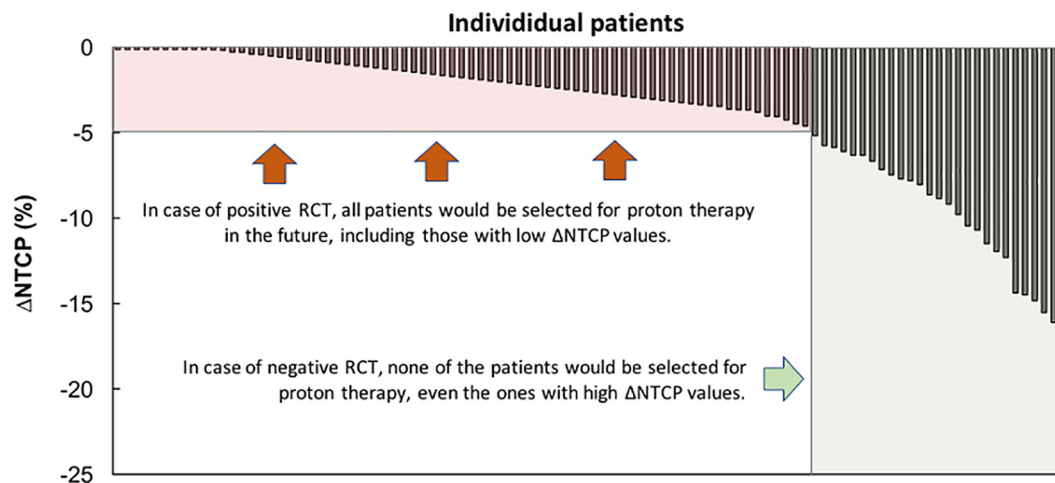 Individidual patients
0
-5
In case of positive RCT, all patients would be selected for proton therapy
in the future, including those with low ΔNTCP values.
-10
ΔNTCP (%)
-15
In case of negative RCT, none of the patients would be selected for
proton therapy, even the ones with high ΔNTCP values.
-20
-25